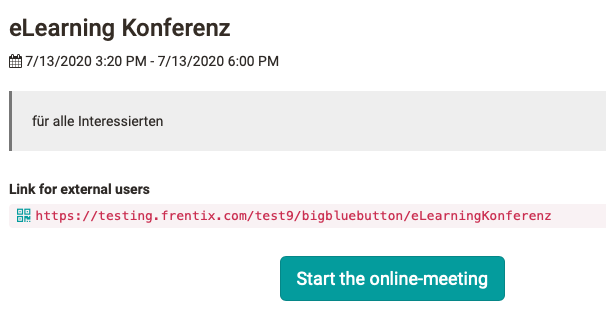 eLearning Konferenz
7/13/2020 3:20 PM - 7/13/2020 6:00 PM
für alle Interessierten
Link for external users
https://testing.frentix.com/test9/bigbluebutton/eLearningKonferenz
Start the online-meeting